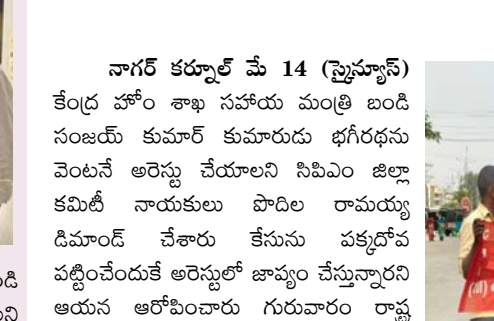 నాగర్ కర్నూల్ మే 14 (స్కైన్యూస్)
కేంద్ర హోం శాఖ సహాయ మంత్రి బండి
సంజయ్ కుమార్ కుమారుడు భగీరథను
వెంటనే అరెస్టు చేయాలని సిపిఎం జిల్లా
కమిటీ నాయకులు పొదిల రామయ్య
డిమాండ్ చేశారు కేసును పక్కదోవ
పట్టించేందుకే అరెస్టులో జాప్యం చేస్తున్నారని
ఆయన ఆరోపించారు గురువారం రాష్ట్ర